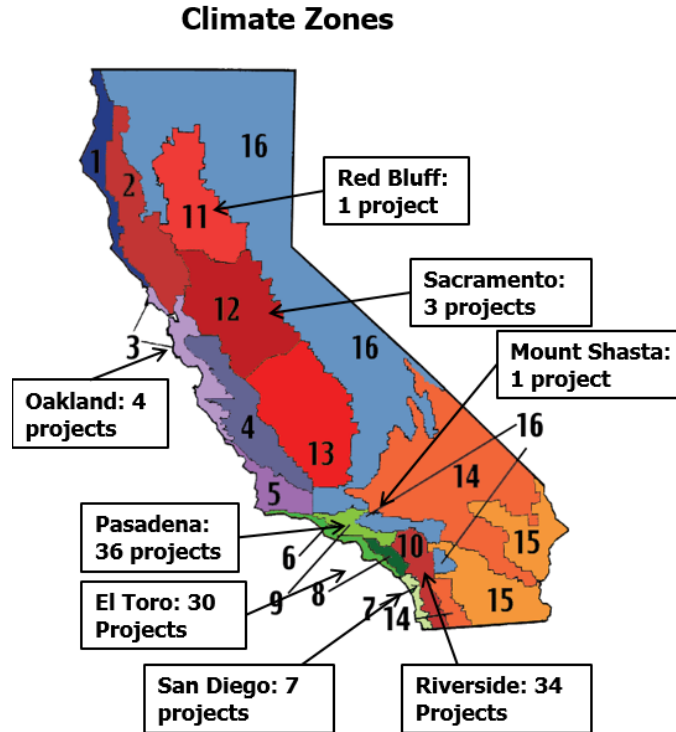 Climate Zones
1
2
16
11
Red Bluff:
1 project
12
Sacramento:
3 projects
3
16
Mount Shasta:
1 project
Oakland: 4
projects
4
13
16
14
5
Pasadena:
36 projects
6
10
15
9
8
El Toro: 30
Projects
7
14
15
San Diego: 7
projects
Riverside: 34
Projects